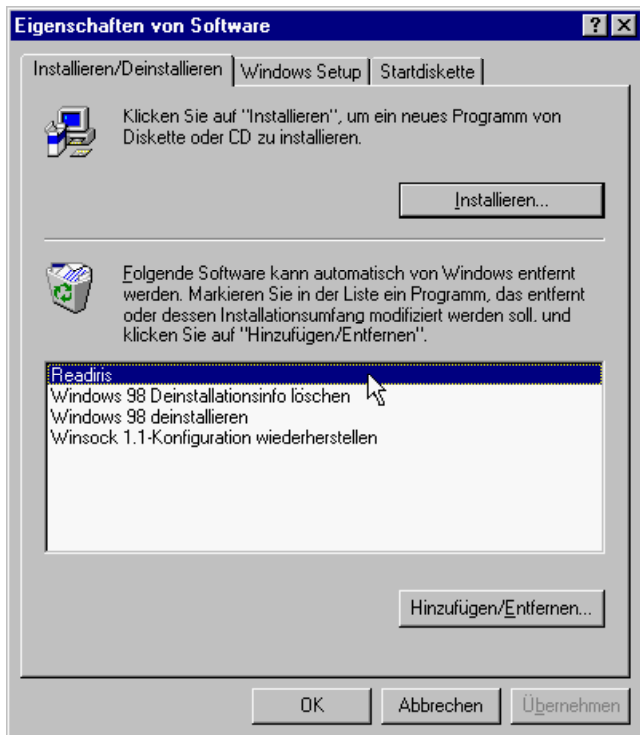 Eigenschaften von Software
Installieren/Deinstallieren Windows Setup Startdiskette
Klicken Sie auf "Installieren", um ein neues Programm von
Diskette oder CD zu installieren.
Installieren...
Folgende Software kann automatisch von Windows entfernt
werden. Markieren Sie in der Liste ein Programm, das entfernt
oder dessen Installationsumfang modifiziert werden soll. und
klicken Sie auf "Hinzufügen/Entfernen".
Readiris
Windows 98 Deinstallationsinfo löschen
Windows 98 deinstallieren
Winsock 1.1-Konfiguration wiederherstellen
Hinzufügen/Entfernen...
OK Abbrechen Übernehmen